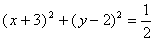 (x+3)² + (y−2)² = 1/2